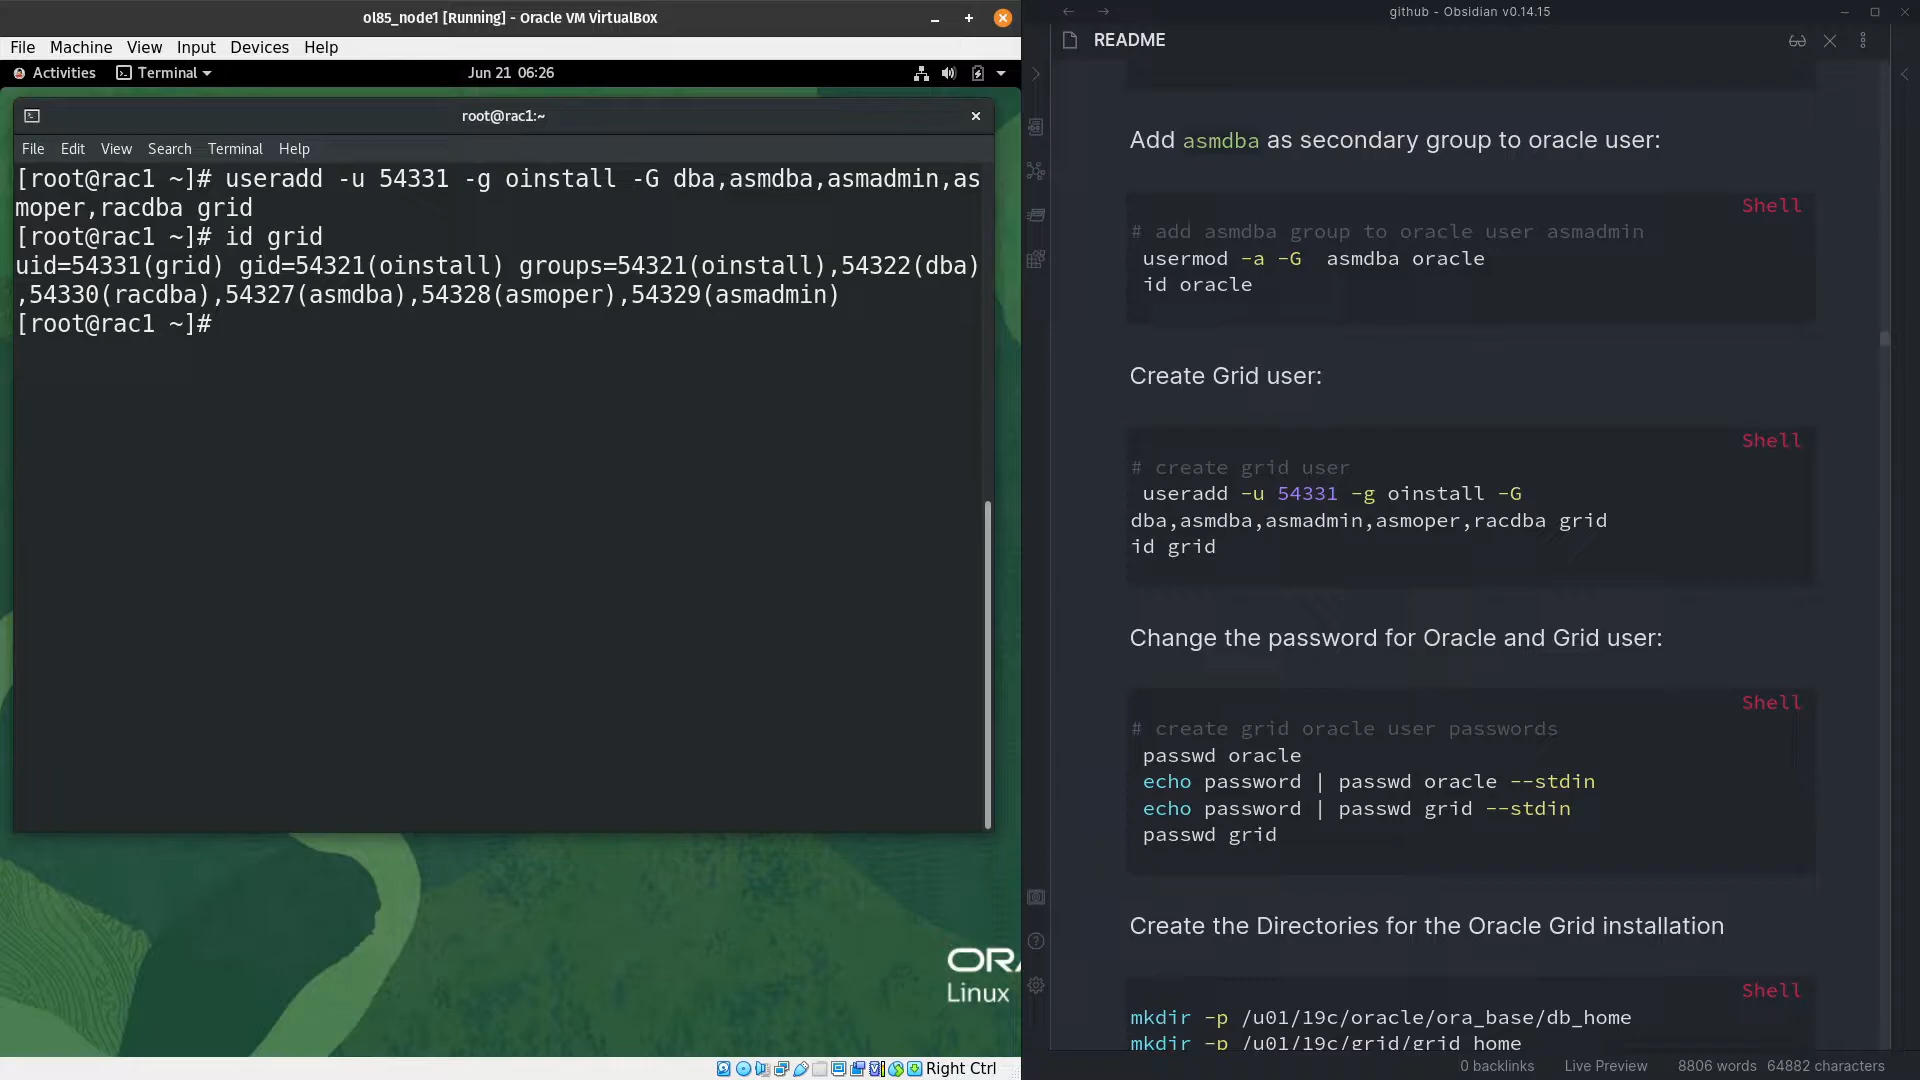 ol85_node1 [Running] - Oracle VM VirtualBox
File Machine View Input Devices Help
Activities Terminal Jun 21 06:26
root@rac1:~
File Edit View Search Terminal Help
[root@rac1 ~]# useradd -u 54331 -g oinstall -G dba,asmdba,asmadmin,as
moper,racdba grid
[root@rac1 ~]# id grid
uid=54331(grid) gid=54321(oinstall) groups=54321(oinstall),54322(dba)
,54330(racdba),54327(asmdba),54328(asmoper),54329(asmadmin)
[root@rac1 ~]#
ORA
Linux
Right Ctrl
github - Obsidian v0.14.15
README
Add asmdba as secondary group to oracle user:
Shell
# add asmdba group to oracle user asmadmin
usermod -a -G  asmdba oracle
id oracle
Create Grid user:
Shell
# create grid user
useradd -u 54331 -g oinstall -G
dba,asmdba,asmadmin,asmoper,racdba grid
id grid
Change the password for Oracle and Grid user:
Shell
# create grid oracle user passwords
passwd oracle
echo password | passwd oracle --stdin
echo password | passwd grid --stdin
passwd grid
Create the Directories for the Oracle Grid installation
Shell
mkdir -p /u01/19c/oracle/ora_base/db_home
mkdir -p /u01/19c/grid/grid_home
0 backlinks Live Preview 8806 words 64882 characters